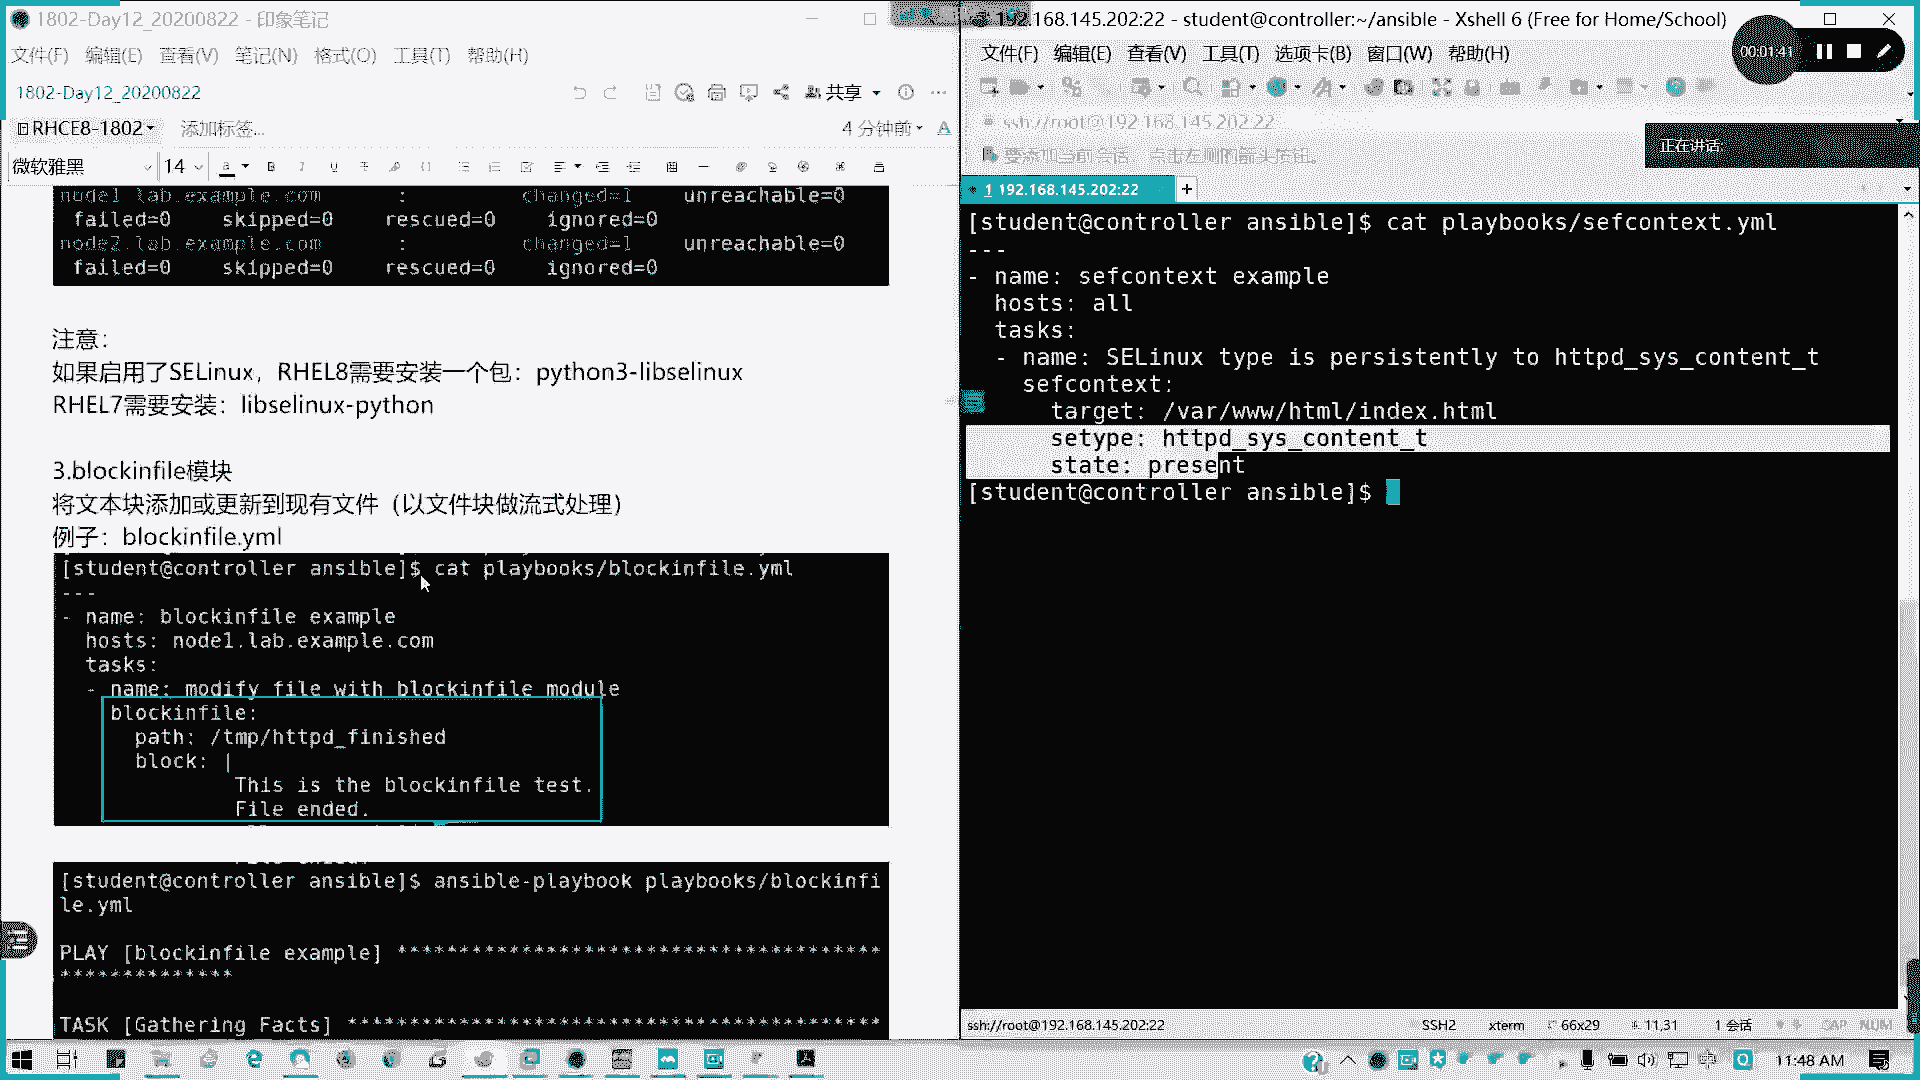 1802-Day12_20200822 - 印象笔记
文件(F) 编辑(E) 查看(V) 笔记(N) 格式(O) 工具(T) 帮助(H)
1802-Day12_20200822
共享
RHCE8-1802
添加标签...
4 分钟前
微软雅黑 14
node1.lab.example.com : changed=1 unreachable=0
failed=0 skipped=0 rescued=0 ignored=0
node2.lab.example.com : changed=1 unreachable=0
failed=0 skipped=0 rescued=0 ignored=0
注意：
如果启用了SELinux，RHEL8需要安装一个包：python3-libselinux
RHEL7需要安装：libselinux-python
3.blockinfile模块
将文本块添加或更新到现有文件（以文件块做流式处理）
例子：blockinfile.yml
[student@controller ansible]$ cat playbooks/blockinfile.yml
---
- name: blockinfile example
hosts: node1.lab.example.com
tasks:
- name: modify file with blockinfile module
blockinfile:
path: /tmp/httpd_finished
block: |
This is the blockinfile test.
File ended.
[student@controller ansible]$ ansible-playbook playbooks/blockinfi
le.yml
PLAY [blockinfile example] ***************************************
**************
TASK [Gathering Facts] *******************************************
192.168.145.202:22 - student@controller:~/ansible - Xshell 6 (Free for Home/School)
文件(F) 编辑(E) 查看(V) 工具(T) 选项卡(B) 窗口(W) 帮助(H)
00:01:41
ssh://root@192.168.145.202:22
要添加当前会话，点击左侧的箭头按钮。
正在讲话:
1 192.168.145.202:22
[student@controller ansible]$ cat playbooks/sefcontext.yml
---
- name: sefcontext example
hosts: all
tasks:
- name: SELinux type is persistently to httpd_sys_content_t
sefcontext:
target: /var/www/html/index.html
setype: httpd_sys_content_t
state: present
[student@controller ansible]$
ssh://root@192.168.145.202:22 SSH2 xterm 66x29 11,31 1 会话 CAP NUM
11:48 AM